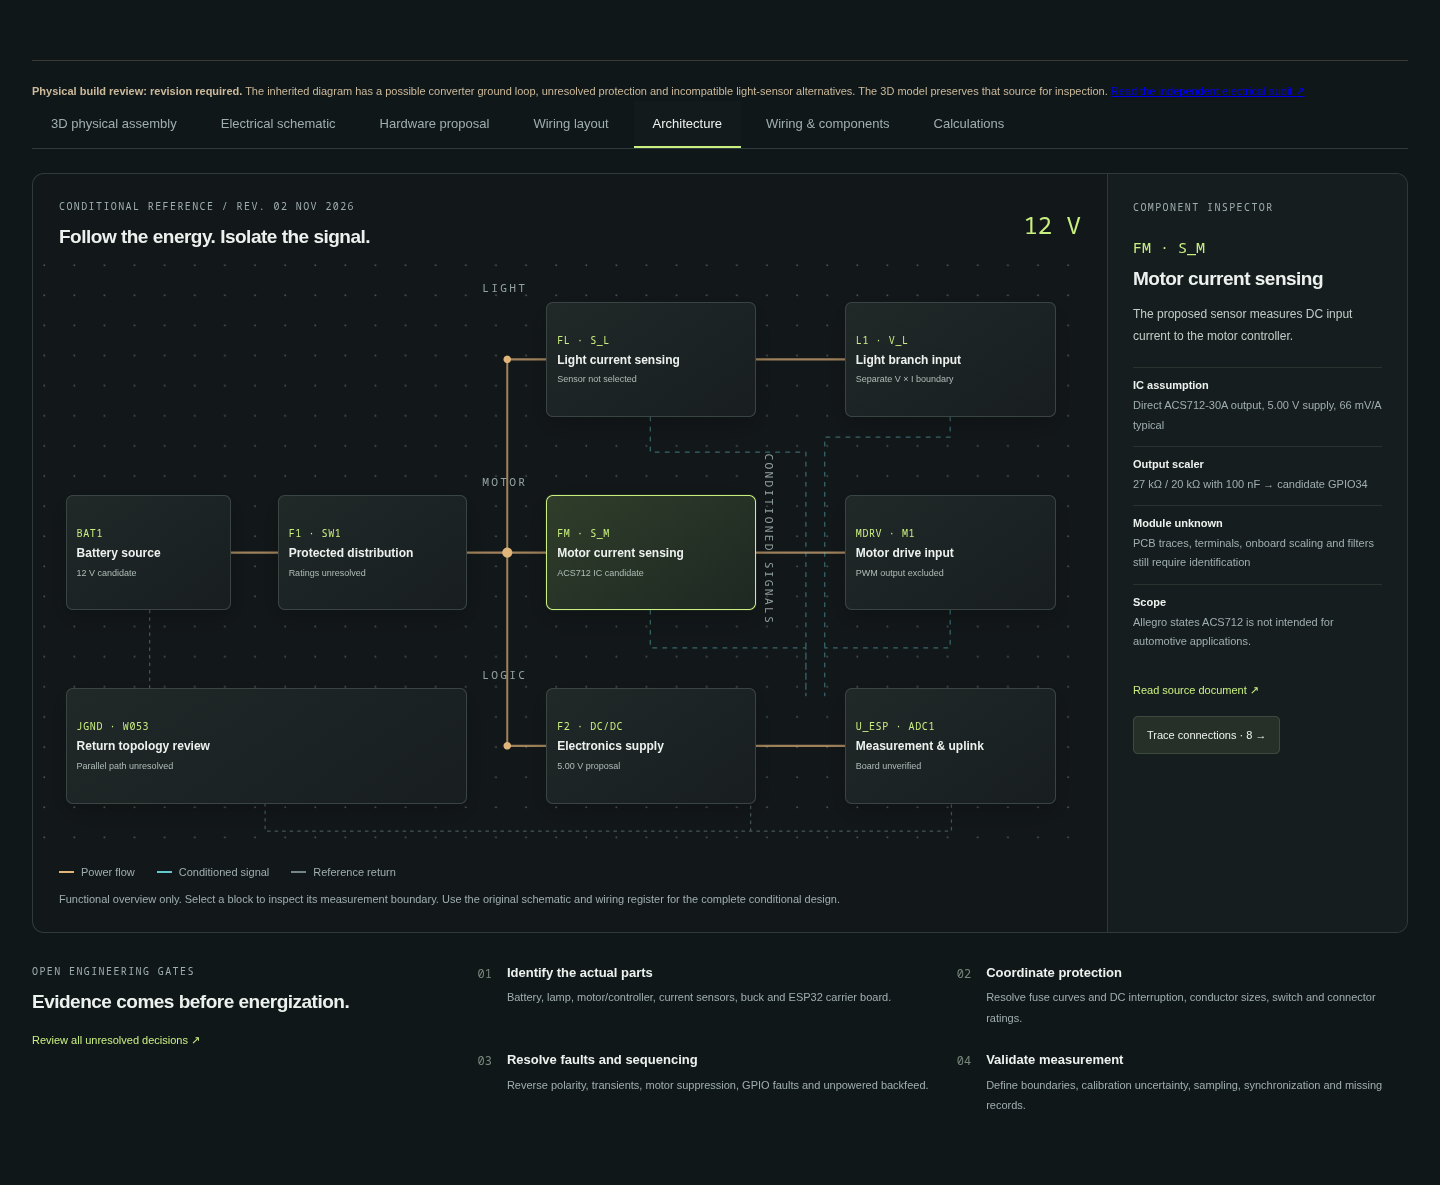 Physical build review: revision required. The inherited diagram has a possible converter ground loop, unresolved protection and incompatible light-sensor alternatives. The 3D model preserves that source for inspection. Read the independent electrical audit ↗
3D physical assembly
Electrical schematic
Hardware proposal
Wiring layout
Architecture
Wiring & components
Calculations
CONDITIONAL REFERENCE / REV. 02 NOV 2026
Follow the energy. Isolate the signal.
12 V
LIGHT
FL · S_L
Light current sensing
Sensor not selected
L1 · V_L
Light branch input
Separate V × I boundary
MOTOR
CONDITIONED SIGNALS
BAT1
Battery source
12 V candidate
F1 · SW1
Protected distribution
Ratings unresolved
FM · S_M
Motor current sensing
ACS712 IC candidate
MDRV · M1
Motor drive input
PWM output excluded
LOGIC
JGND · W053
Return topology review
Parallel path unresolved
F2 · DC/DC
Electronics supply
5.00 V proposal
U_ESP · ADC1
Measurement & uplink
Board unverified
Power flow
Conditioned signal
Reference return
Functional overview only. Select a block to inspect its measurement boundary. Use the original schematic and wiring register for the complete conditional design.
COMPONENT INSPECTOR
FM · S_M
Motor current sensing
The proposed sensor measures DC input
current to the motor controller.
IC assumption
Direct ACS712-30A output, 5.00 V supply, 66 mV/A
typical
Output scaler
27 kΩ / 20 kΩ with 100 nF → candidate GPIO34
Module unknown
PCB traces, terminals, onboard scaling and filters
still require identification
Scope
Allegro states ACS712 is not intended for
automotive applications.
Read source document ↗
Trace connections · 8 →
OPEN ENGINEERING GATES
Evidence comes before energization.
Review all unresolved decisions ↗
01
Identify the actual parts
Battery, lamp, motor/controller, current sensors, buck and ESP32 carrier board.
02
Coordinate protection
Resolve fuse curves and DC interruption, conductor sizes, switch and connector
ratings.
03
Resolve faults and sequencing
Reverse polarity, transients, motor suppression, GPIO faults and unpowered backfeed.
04
Validate measurement
Define boundaries, calibration uncertainty, sampling, synchronization and missing
records.